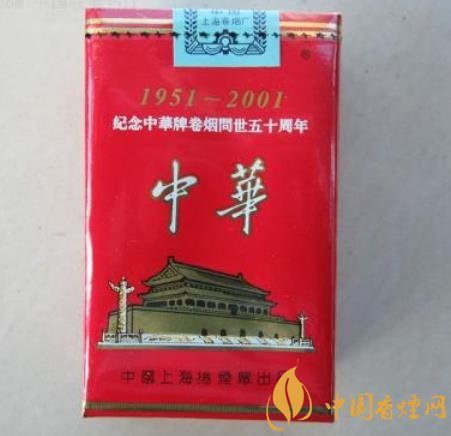 上海卷烟厂
1951～2001
紀念中華牌卷烟問世五十周年
中華
中國上海捲煙廠出
中国香烟网